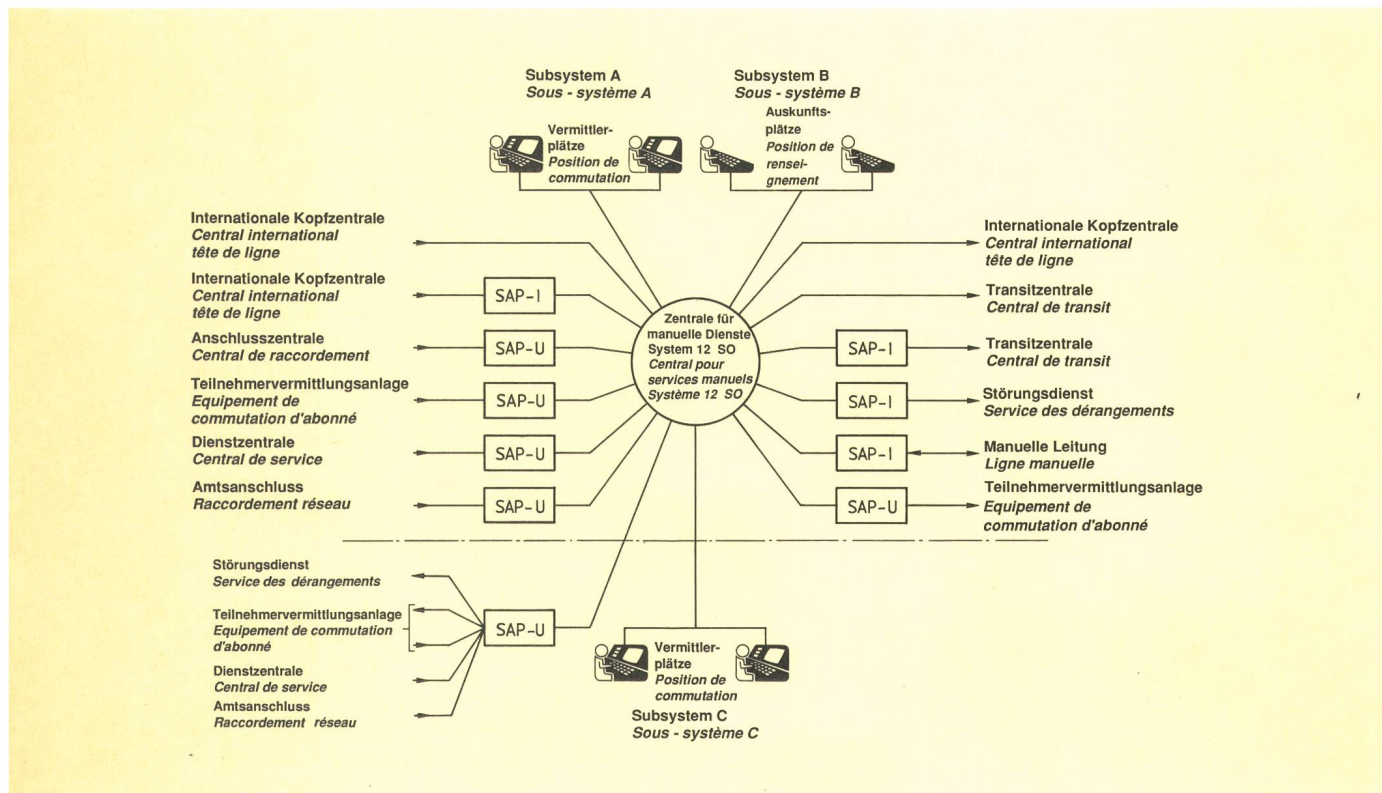 Subsystem A
Sous - système A
Vermittler-
plätze
Position de
commutation
Subsystem B
Sous - système B
Auskunfts-
plätze
Position de
rensei-
gnement
Internationale Kopfzentrale
Central international
tête de ligne
Internationale Kopfzentrale
Central international
tête de ligne
SAP-I
Anschlusszentrale
Central de raccordement
SAP-U
Teilnehmervermittlungsanlage
Equipement de
commutation d'abonné
SAP-U
Dienstzentrale
Central de service
SAP-U
Amtsanschluss
Raccordement réseau
SAP-U
Zentrale für
manuelle Dienste
System 12 SO
Central pour
services manuels
Système 12 SO
Internationale Kopfzentrale
Central international
tête de ligne
Transitzentrale
Central de transit
SAP-I
Transitzentrale
Central de transit
SAP-I
Störungsdienst
Service des dérangements
SAP-I
Manuelle Leitung
Ligne manuelle
SAP-U
Teilnehmervermittlungsanlage
Equipement de
commutation d'abonné
Störungsdienst
Service des dérangements
Teilnehmervermittlungsanlage
Equipement de commutation
d'abonné
Dienstzentrale
Central de service
Amtsanschluss
Raccordement réseau
SAP-U
Vermittler-
plätze
Position de
commutation
Subsystem C
Sous - système C